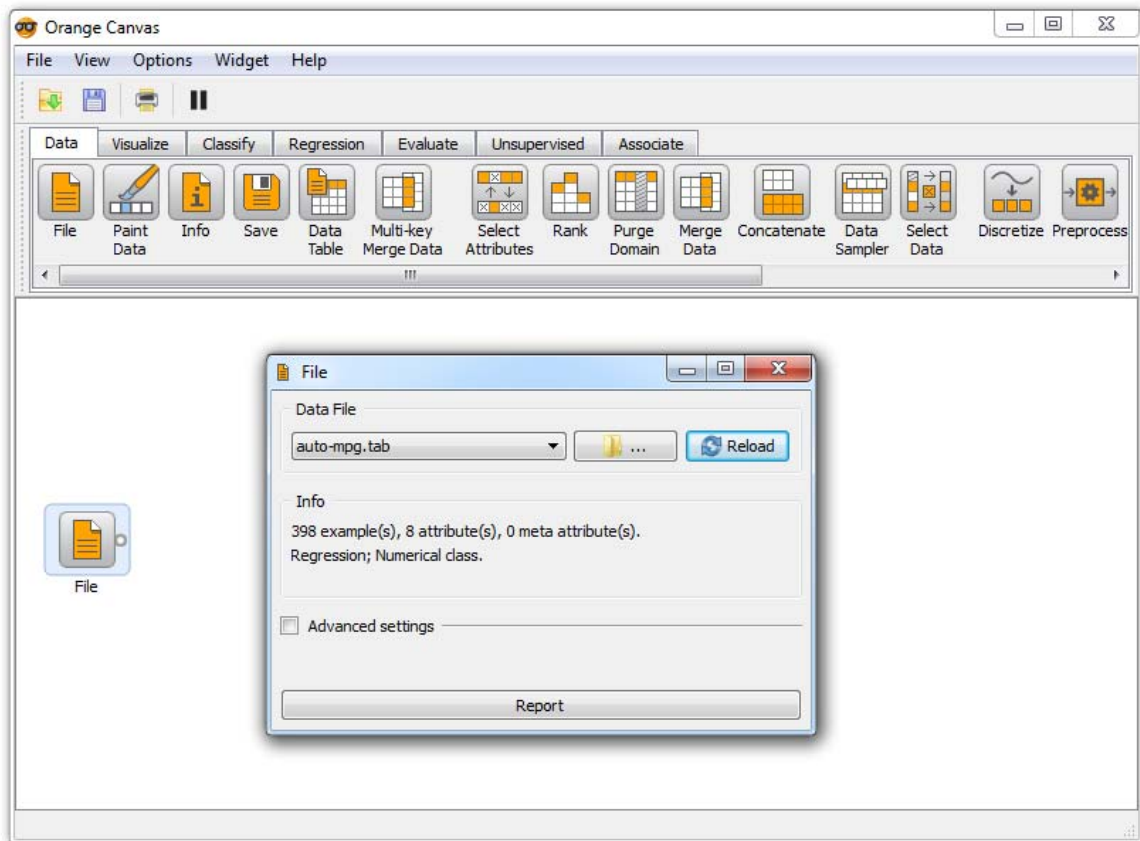 Orange Canvas
File View Options Widget Help
Data Visualize Classify Regression Evaluate Unsupervised Associate
File Paint Data Info Save Data Table Multi-key Merge Data Select Attributes Rank Purge Domain Merge Data Concatenate Data Sampler Select Data Discretize Preprocess
File
Data File
auto-mpg.tab ... Reload
Info
398 example(s), 8 attribute(s), 0 meta attribute(s).
Regression; Numerical class.
File
Advanced settings
Report